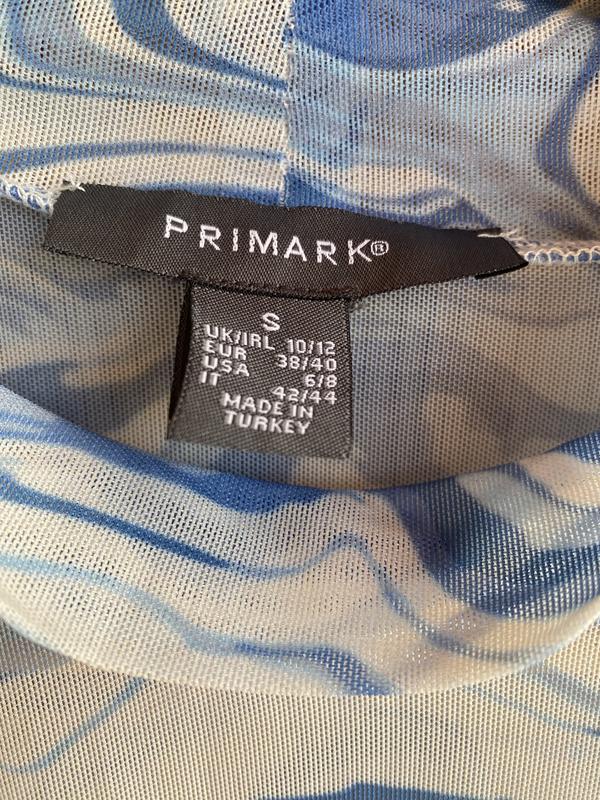 PRIMARK®
S
UK/IRL 10/12
EUR 38/40
USA 6/8
IT 42/44
MADE IN
TURKEY